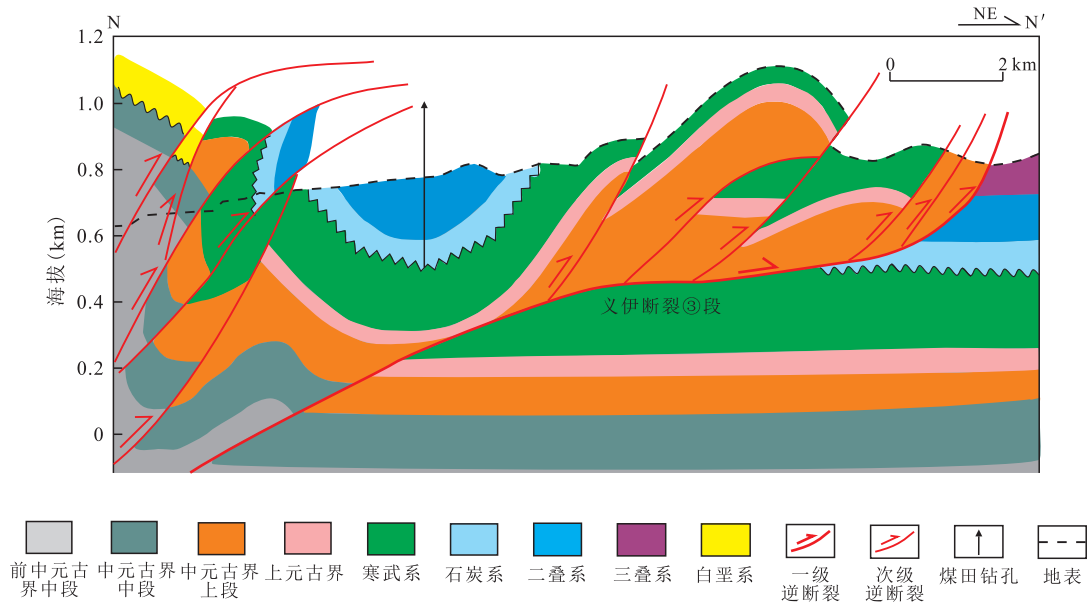 N
NE
N′
1.2
1.0
0.8
0.6
0.4
0.2
0
海拔(km)
0
2 km
义伊断裂③段
前中元古
界中段
中元古界
中段
中元古界
上段
上元古界
寒武系
石炭系
二叠系
三叠系
白垩系
一级
逆断裂
次级
逆断裂
煤田钻孔
地表